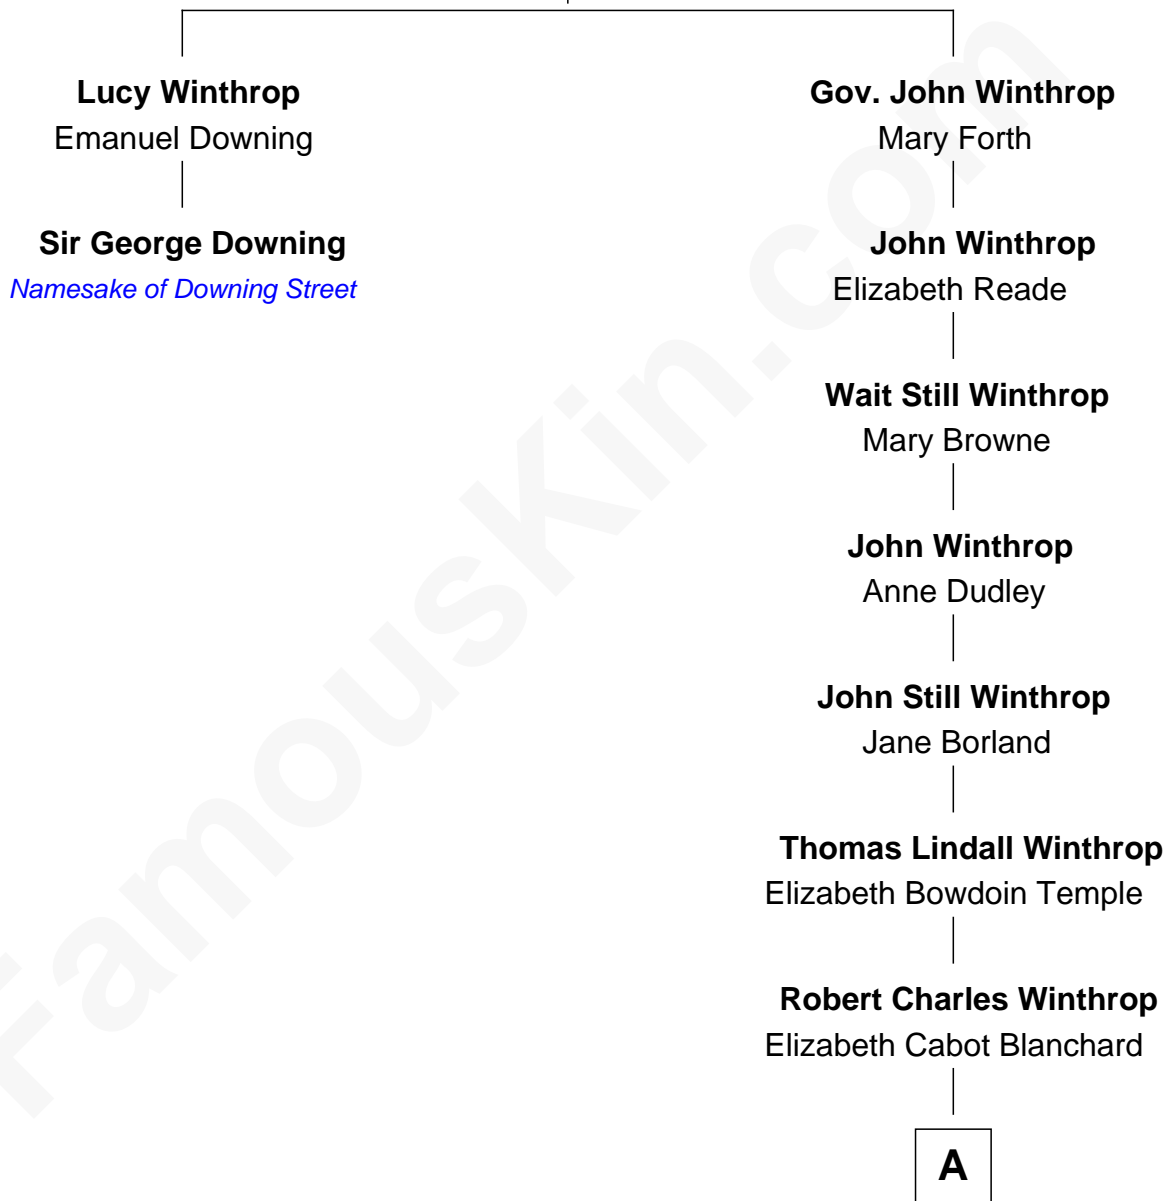 Lucy Winthrop
Emanuel Downing
Sir George Downing
Namesake of Downing Street
Gov. John Winthrop
Mary Forth
John Winthrop
Elizabeth Reade
Wait Still Winthrop
Mary Browne
John Winthrop
Anne Dudley
John Still Winthrop
Jane Borland
Thomas Lindall Winthrop
Elizabeth Bowdoin Temple
Robert Charles Winthrop
Elizabeth Cabot Blanchard
A
FamousKin.com